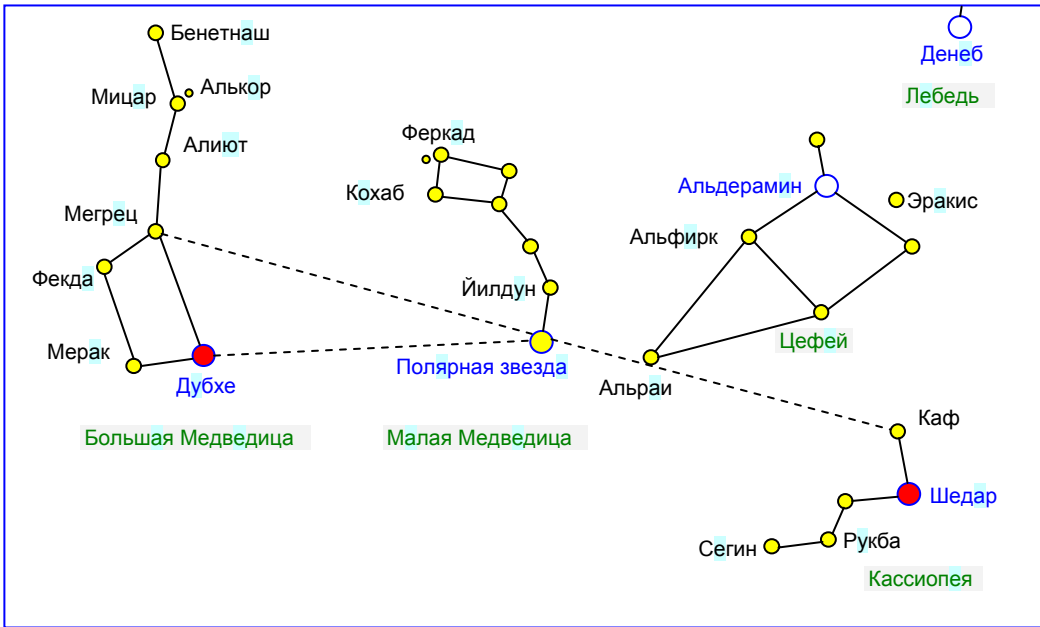 Бенетнаш
Денеб
Мицар
Алькор
Лебедь
Алиют
Феркад
Кохаб
Альдерамин
Эракис
Мегрец
Альфирк
Фекда
Йилдун
Цефей
Мерак
Полярная звезда
Дубхе
Альраи
Каф
Большая Медведица
Малая Медведица
Шедар
Сегин
Рукба
Кассиопея